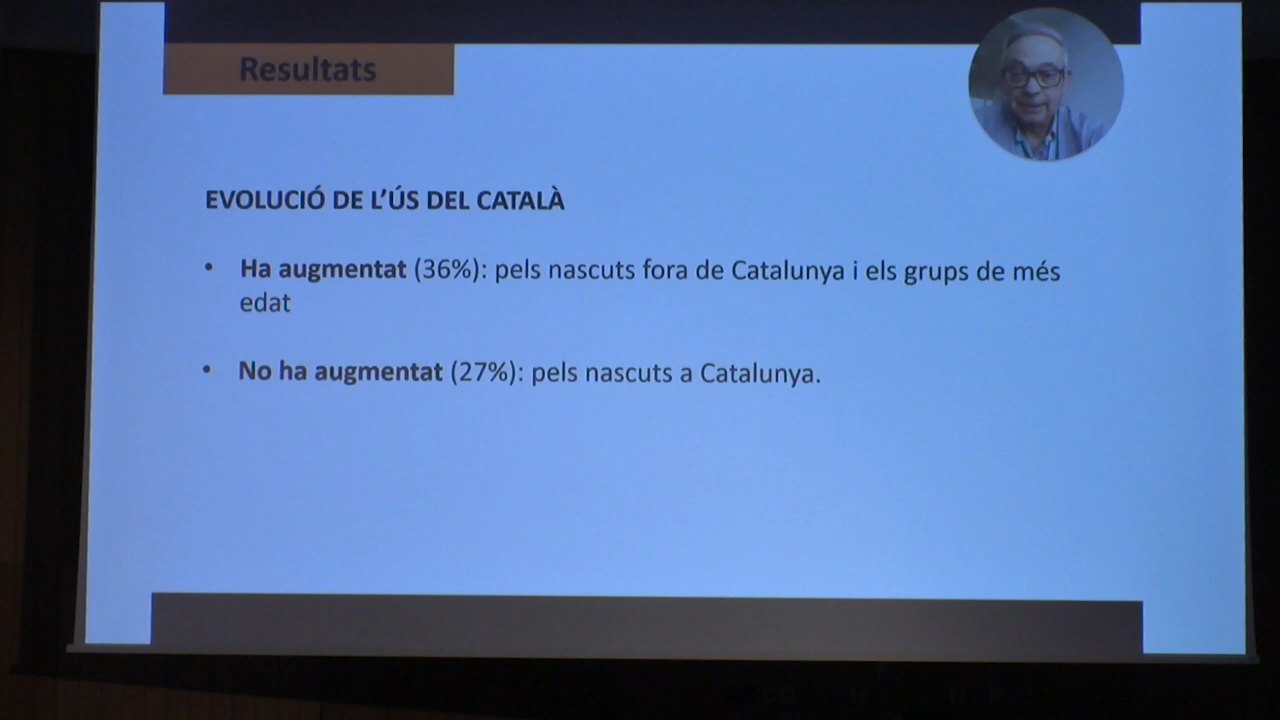 Resultats
EVOLUCIÓ DE L'ÚS DEL CATALÀ
• Ha augmentat (36%): pels nascuts fora de Catalunya i els grups de més
edat
• No ha augmentat (27%): pels nascuts a Catalunya.